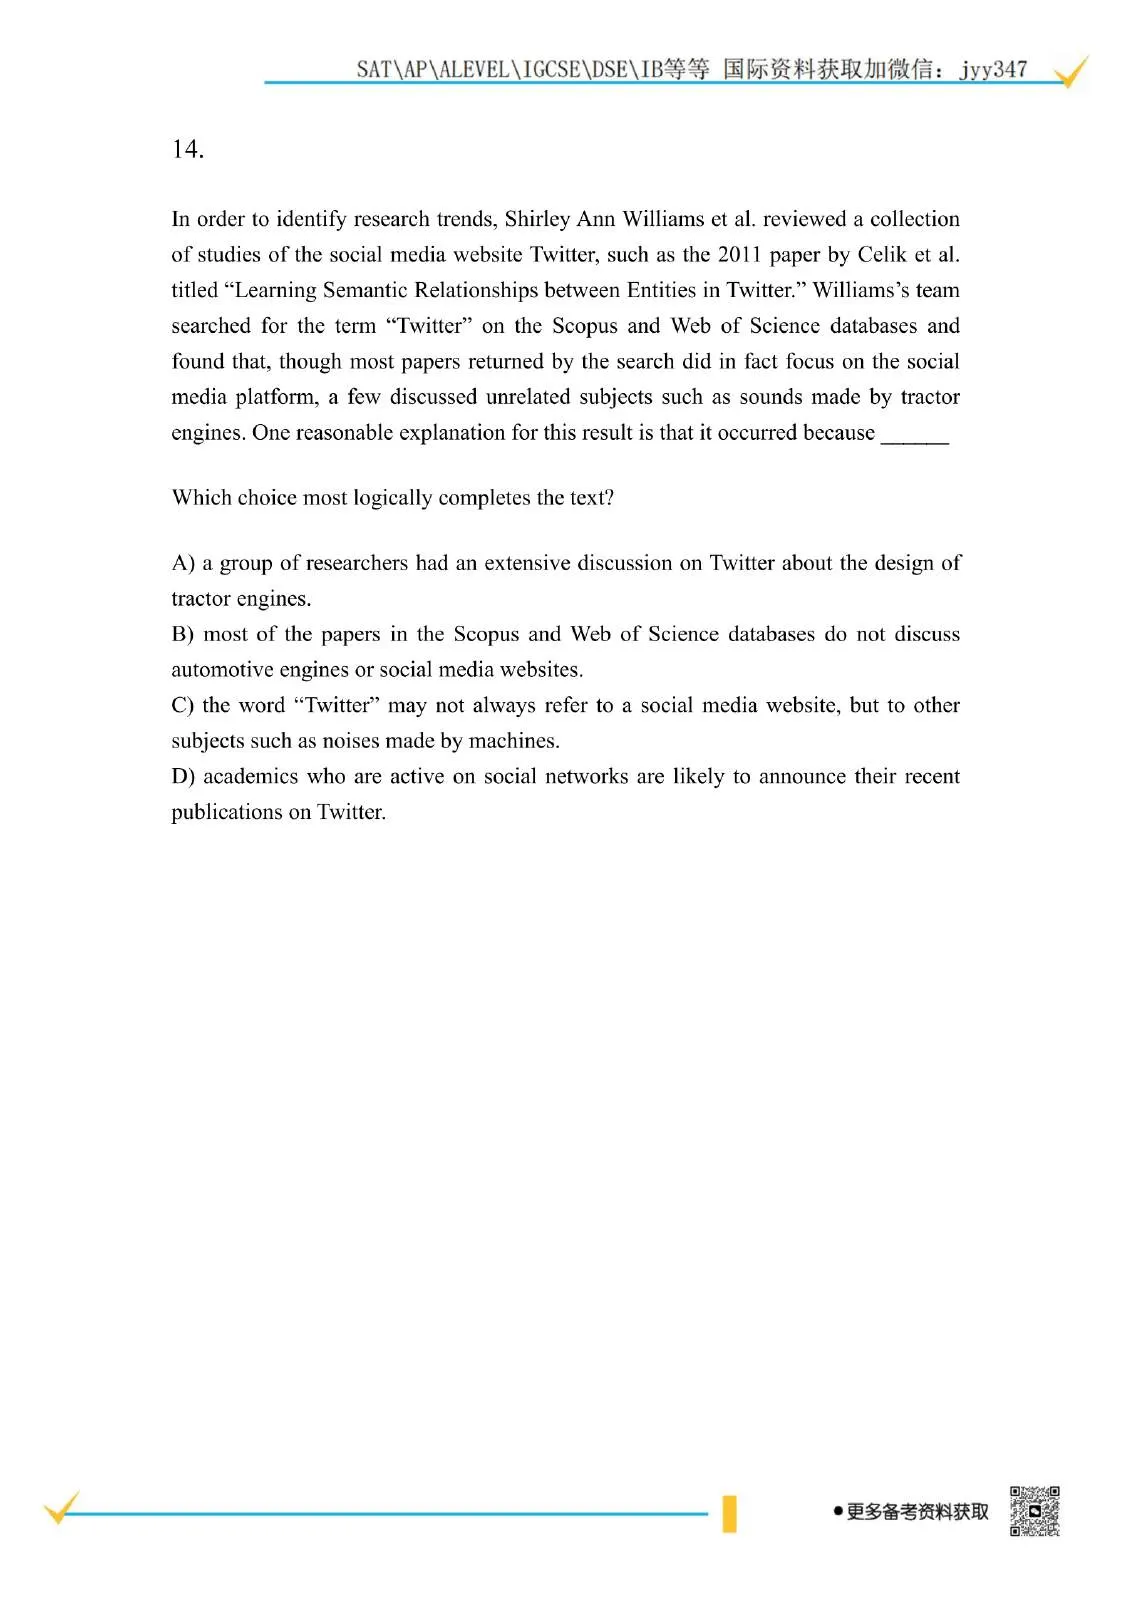 SAT\AP\ALEVEL\IGCSE\DSE\IB等等 国际资料获取加微信：jyy347
14.
In order to identify research trends, Shirley Ann Williams et al. reviewed a collection
of studies of the social media website Twitter, such as the 2011 paper by Celik et al.
titled “Learning Semantic Relationships between Entities in Twitter.” Williams’s team
searched for the term “Twitter” on the Scopus and Web of Science databases and
found that, though most papers returned by the search did in fact focus on the social
media platform, a few discussed unrelated subjects such as sounds made by tractor
engines. One reasonable explanation for this result is that it occurred because ______
Which choice most logically completes the text?
A) a group of researchers had an extensive discussion on Twitter about the design of
tractor engines.
B) most of the papers in the Scopus and Web of Science databases do not discuss
automotive engines or social media websites.
C) the word “Twitter” may not always refer to a social media website, but to other
subjects such as noises made by machines.
D) academics who are active on social networks are likely to announce their recent
publications on Twitter.
●更多备考资料获取